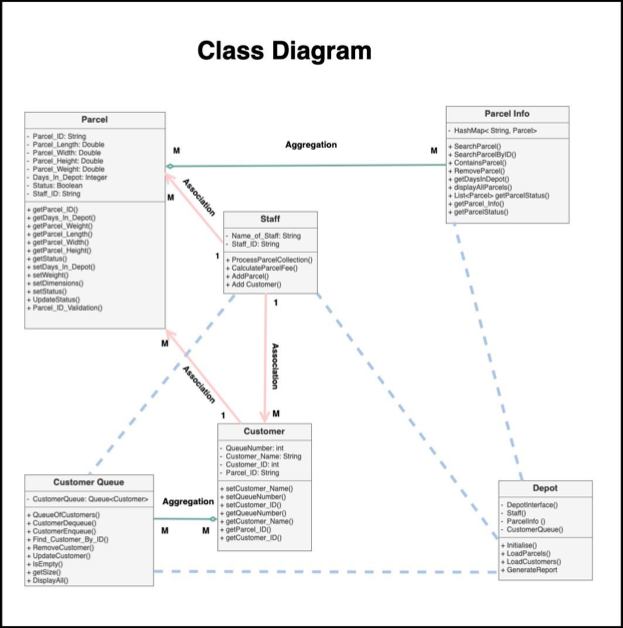 Class Diagram
Parcel
- Parcel_ID: String
- Parcel_Length: Double
- Parcel_Width: Double
- Parcel_Height: Double
- Parcel_Weight: Double
- Days_In_Depot: Integer
- Status: Boolean
- Staff_ID: String
+ getParcel_ID()
+ getDays_In_Depot()
+ getParcel_Weight()
+ getParcel_Length()
+ getParcel_Width()
+ getParcel_Height()
+ getStatus()
+ setDays_In_Depot()
+ setWeight()
+ setDimensions()
+ setStatus()
+ UpdateStatus()
+ Parcel_ID_Validation()
M
Aggregation
M
Parcel Info
- HashMap< String, Parcel>
+ SearchParcel()
+ SearchParcelByID()
+ ContainsParcel()
+ RemoveParcel()
+ getDaysInDepot()
+ displayAllParcels()
+ List<Parcel> getParcelStatus()
+ getParcel_Info()
+ getParcelStatus()
M
Association
1
Staff
- Name_of_Staff: String
- Staff_ID: String
+ ProcessParcelCollection()
+ CalculateParcelFee()
+ AddParcel()
+ Add Customer()
1
Association
M
M
Association
1
Customer
- QueueNumber: int
- Customer_Name: String
- Customer_ID: int
- Parcel_ID: String
+ setCustomer_Name()
+ setQueueNumber()
+ setCustomer_ID()
+ getQueueNumber()
+ getCustomer_Name()
+ getParcel_ID()
+ getCustomer_ID()
Customer Queue
- CustomerQueue: Queue<Customer>
+ QueueOfCustomers()
+ CustomerDequeue()
+ CustomerEnqueue()
+ Find_Customer_By_ID()
+ RemoveCustomer()
+ UpdateCustomer()
+ IsEmpty()
+ getSize()
+ DisplayAll()
Aggregation
M
M
Depot
- DepotInterface()
- Staff()
- ParcelInfo ()
- CustomerQueue()
+ Initialise()
+ LoadParcels()
+ LoadCustomers()
+ GenerateReport